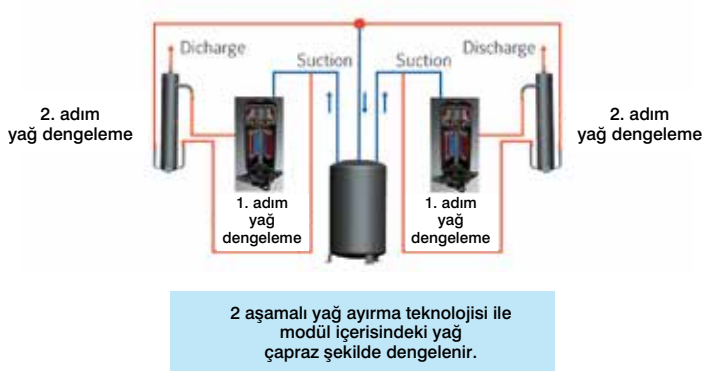 Dicharge
Suction
Suction
Discharge
2. adım
yağ dengeleme
2. adım
yağ dengeleme
1. adım
yağ
dengeleme
1. adım
yağ
dengeleme
2 aşamalı yağ ayırma teknolojisi ile
modül içerisindeki yağ
çapraz şekilde dengelenir.